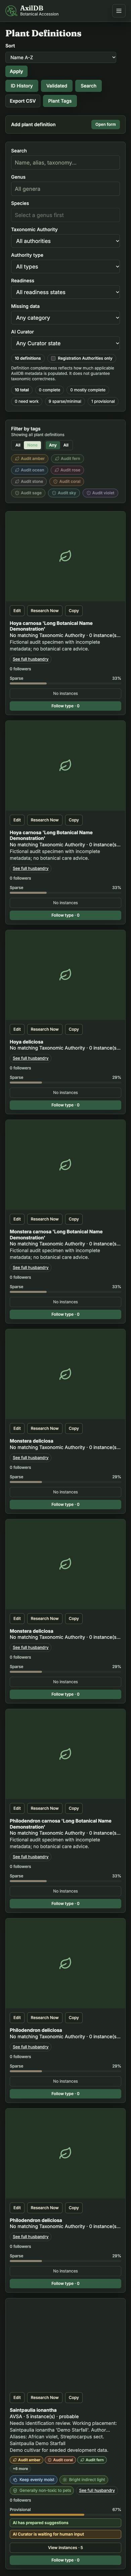 AxilDB
Botanical Accession
Plant Definitions
Sort
Name A-Z
Apply
ID History
Validated
Search
Export CSV
Plant Tags
Add plant definition
Open form
Search
Name, alias, taxonomy...
Genus
All genera
Species
Select a genus first
Taxonomic Authority
All authorities
Authority type
All types
Readiness
All readiness states
Missing data
Any category
AI Curator
Any Curator state
10 definitions
Registration Authorities only
Definition completeness reflects how much applicable
AxilDB metadata is populated. It does not guarantee
taxonomic correctness.
10 total
0 complete
0 mostly complete
0 need work
9 sparse/minimal
1 provisional
Filter by tags
Showing all plant definitions
All
Any
All
Audit amber
Audit fern
Audit ocean
Audit rose
Audit stone
Audit coral
Audit sage
Audit sky
Audit violet
Edit
Research Now
Copy
Hoya carnosa 'Long Botanical Name
Demonstration'
No matching Taxonomic Authority · 0 instance(s...
Fictional audit specimen with incomplete
metadata; no botanical care advice.
See full husbandry
0 followers
Sparse
33%
No instances
Follow type · 0
Edit
Research Now
Copy
Hoya carnosa 'Long Botanical Name
Demonstration'
No matching Taxonomic Authority · 0 instance(s...
Fictional audit specimen with incomplete
metadata; no botanical care advice.
See full husbandry
0 followers
Sparse
33%
No instances
Follow type · 0
Edit
Research Now
Copy
Hoya deliciosa
No matching Taxonomic Authority · 0 instance(s...
See full husbandry
0 followers
Sparse
29%
No instances
Follow type · 0
Edit
Research Now
Copy
Monstera carnosa 'Long Botanical Name
Demonstration'
No matching Taxonomic Authority · 0 instance(s...
Fictional audit specimen with incomplete
metadata; no botanical care advice.
See full husbandry
0 followers
Sparse
33%
No instances
Follow type · 0
Edit
Research Now
Copy
Monstera deliciosa
No matching Taxonomic Authority · 0 instance(s...
See full husbandry
0 followers
Sparse
29%
No instances
Follow type · 0
Edit
Research Now
Copy
Monstera deliciosa
No matching Taxonomic Authority · 0 instance(s...
See full husbandry
0 followers
Sparse
29%
No instances
Follow type · 0
Edit
Research Now
Copy
Philodendron carnosa 'Long Botanical Name
Demonstration'
No matching Taxonomic Authority · 0 instance(s...
Fictional audit specimen with incomplete
metadata; no botanical care advice.
See full husbandry
0 followers
Sparse
33%
No instances
Follow type · 0
Edit
Research Now
Copy
Philodendron deliciosa
No matching Taxonomic Authority · 0 instance(s...
See full husbandry
0 followers
Sparse
29%
No instances
Follow type · 0
Edit
Research Now
Copy
Philodendron deliciosa
No matching Taxonomic Authority · 0 instance(s...
See full husbandry
0 followers
Sparse
29%
No instances
Follow type · 0
Edit
Research Now
Copy
Saintpaulia ionantha
AVSA · 5 instance(s) · probable
Needs identification review. Working placement:
Saintpaulia ionantha 'Demo Starfall'. Author...
Aliases: African violet, Streptocarpus sect.
Saintpaulia Demo Starfall
Demo cultivar for seeded development data.
Audit amber
Audit coral
Audit fern
+6 more
Keep evenly moist
Bright indirect light
Generally non-toxic to pets
See full husbandry
0 followers
Provisional
67%
AI has prepared suggestions
AI Curator is waiting for human input
View instances · 5
Follow type · 0